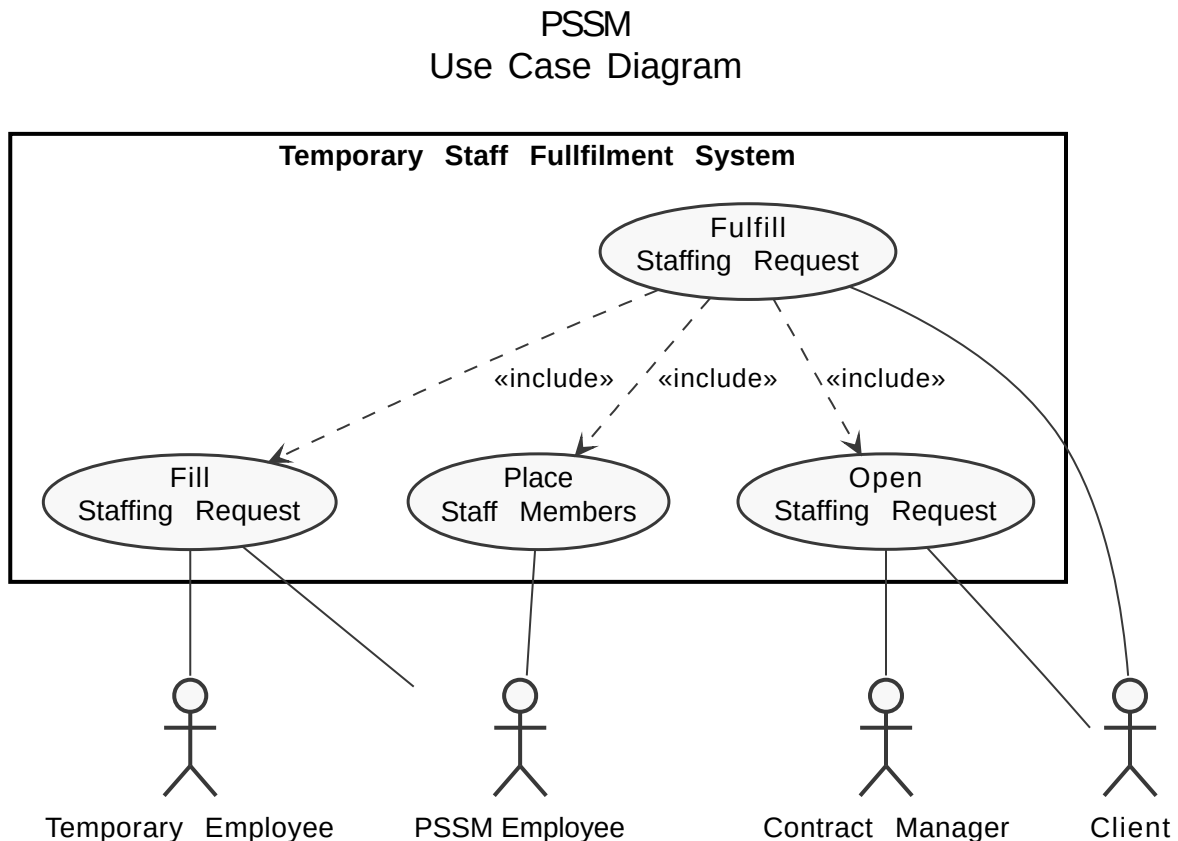 PSSM
Use Case Diagram
Temporary Staff Fullfilment System
Fulfill
Staffing Request
«include» «include» «include»
Fill
Staffing Request
Place
Staff Members
Open
Staffing Request
Temporary Employee
PSSM Employee
Contract Manager
Client